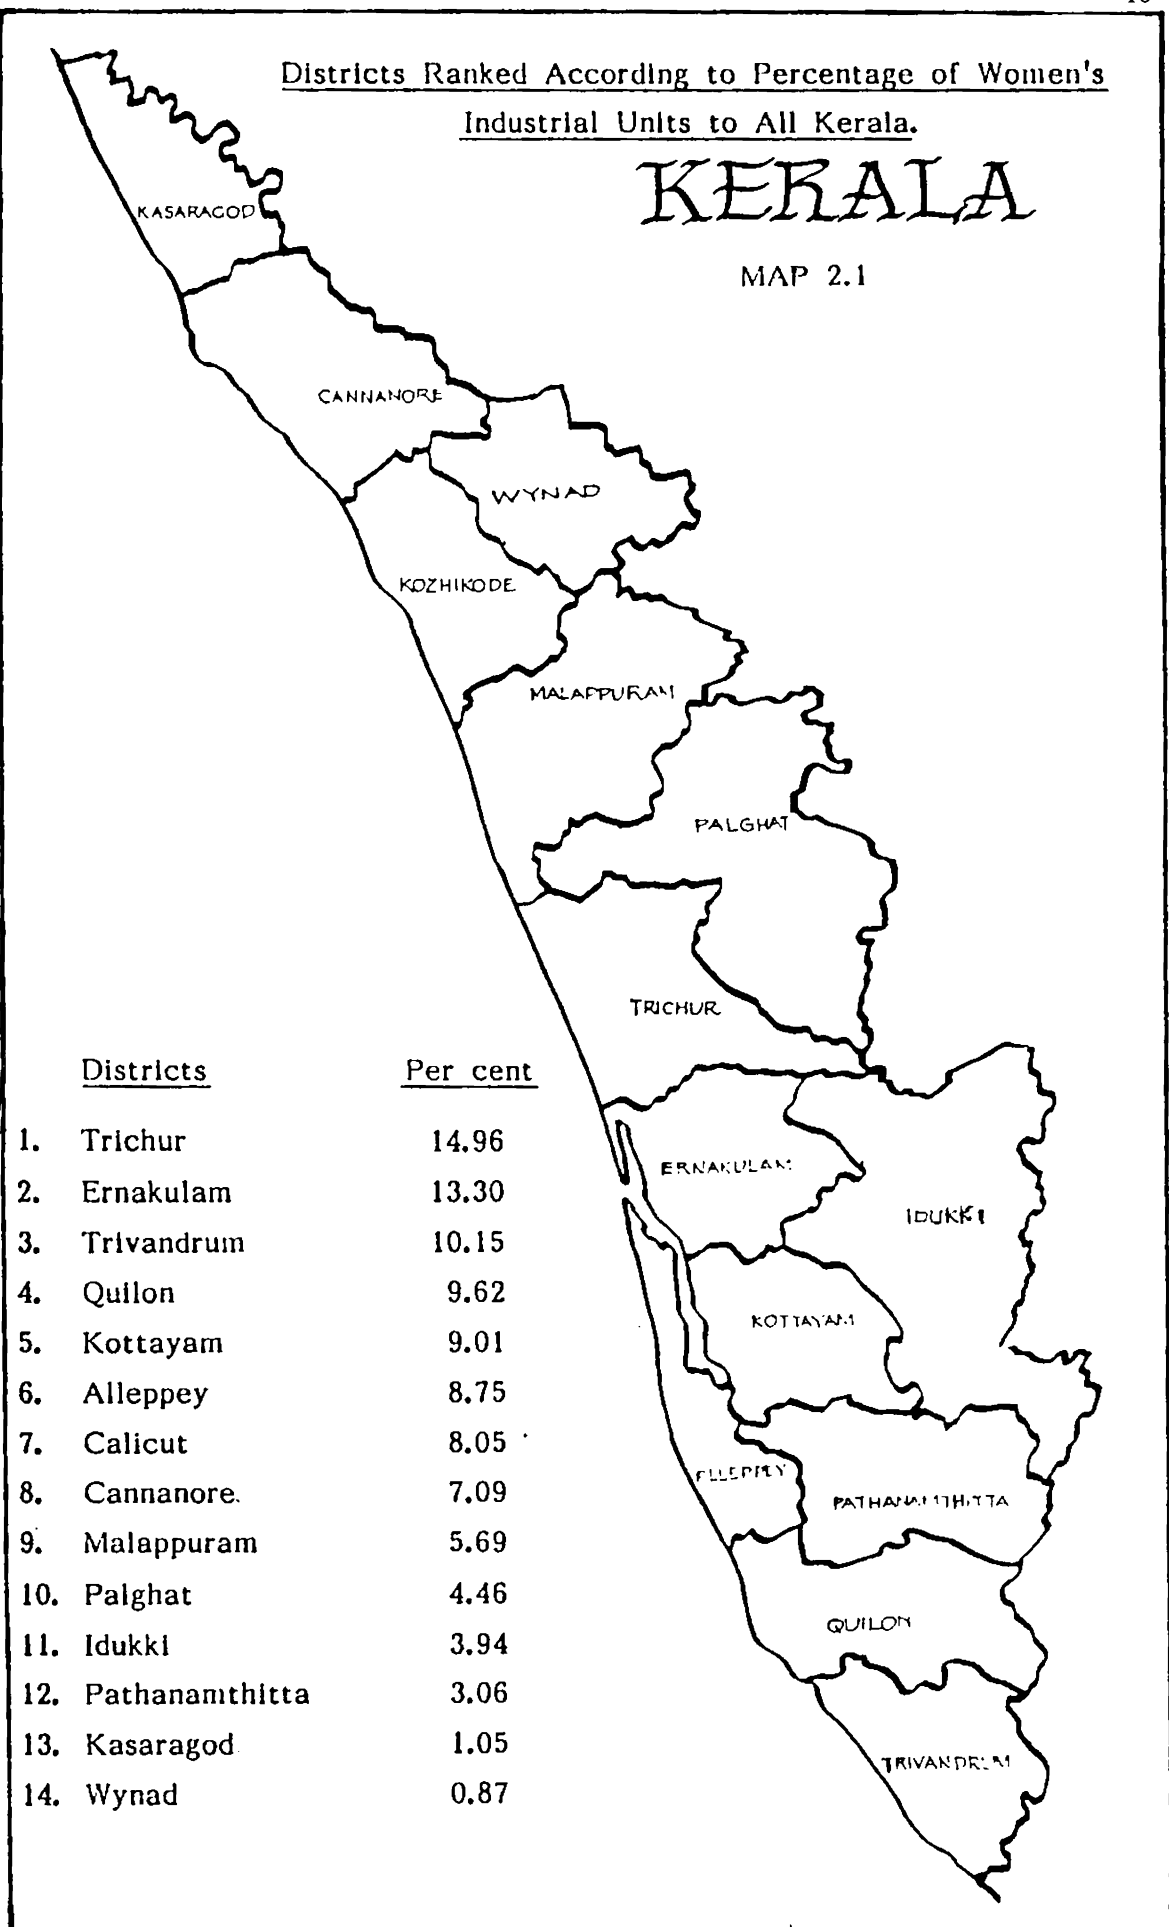 Districts Ranked According to Percentage of Women's
Industrial Units to All Kerala.
KERALA
MAP 2.1
KASARAGOD
CANNANORE
WYNAD
KOZHIKODE
MALAPPURAM
PALGHAT
TRICHUR
ERNAKULAM
IDUKKI
KOTTAYAM
PATHANAMTHITTA
QUILON
TRIVANDRUM
Districts Per cent
1. Trichur 14.96
2. Ernakulam 13.30
3. Trivandrum 10.15
4. Quilon 9.62
5. Kottayam 9.01
6. Alleppey 8.75
7. Calicut 8.05
8. Cannanore. 7.09
9. Malappuram 5.69
10. Palghat 4.46
11. Idukki 3.94
12. Pathanamthitta 3.06
13. Kasaragod 1.05
14. Wynad 0.87